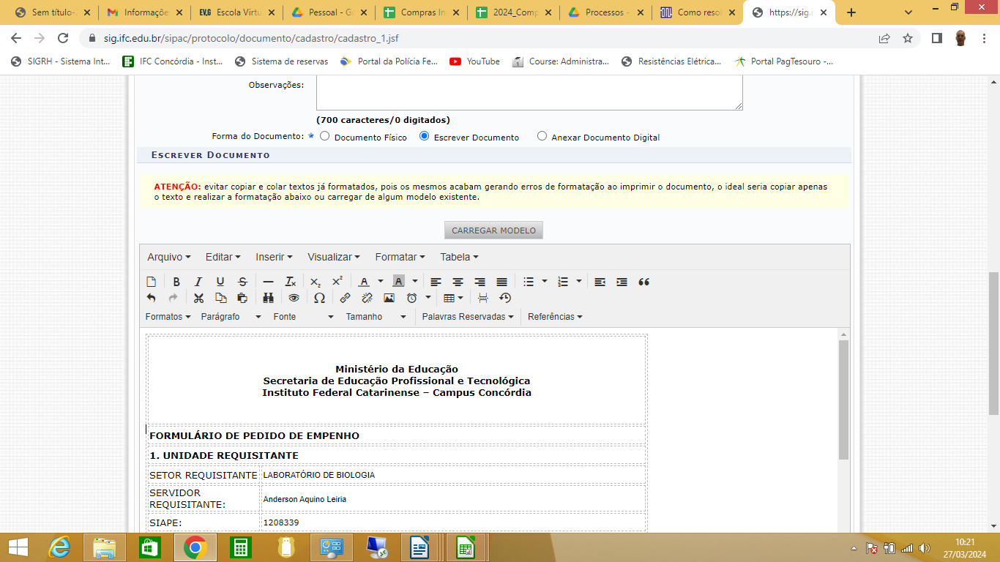 Sem título-
Informaçõe
EV.G Escola Virtu
Pessoal - Go
Compras In
2024_Comp
Processos -
Como reso
https://sig.i
sig.ifc.edu.br/sipac/protocolo/documento/cadastro/cadastro_1.jsf
SIGRH - Sistema Int...
IFC Concórdia - Inst...
Sistema de reservas
Portal da Polícia Fe...
YouTube
Course: Administra...
Resistências Elétrica...
Portal PagTesouro -...
Observações:
(700 caracteres/0 digitados)
Forma do Documento: Documento Físico Escrever Documento Anexar Documento Digital
Escrever Documento
ATENÇÃO: evitar copiar e colar textos já formatados, pois os mesmos acabam gerando erros de formatação ao imprimir o documento, o ideal seria copiar apenas
o texto e realizar a formatação abaixo ou carregar de algum modelo existente.
CARREGAR MODELO
Arquivo Editar Inserir Visualizar Formatar Tabela
Formatos Parágrafo Fonte Tamanho Palavras Reservadas Referências
Ministério da Educação
Secretaria de Educação Profissional e Tecnológica
Instituto Federal Catarinense – Campus Concórdia
FORMULÁRIO DE PEDIDO DE EMPENHO
1. UNIDADE REQUISITANTE
SETOR REQUISITANTE LABORATÓRIO DE BIOLOGIA
SERVIDOR
REQUISITANTE: Anderson Aquino Leiria
SIAPE: 1208339
10:21
27/03/2024